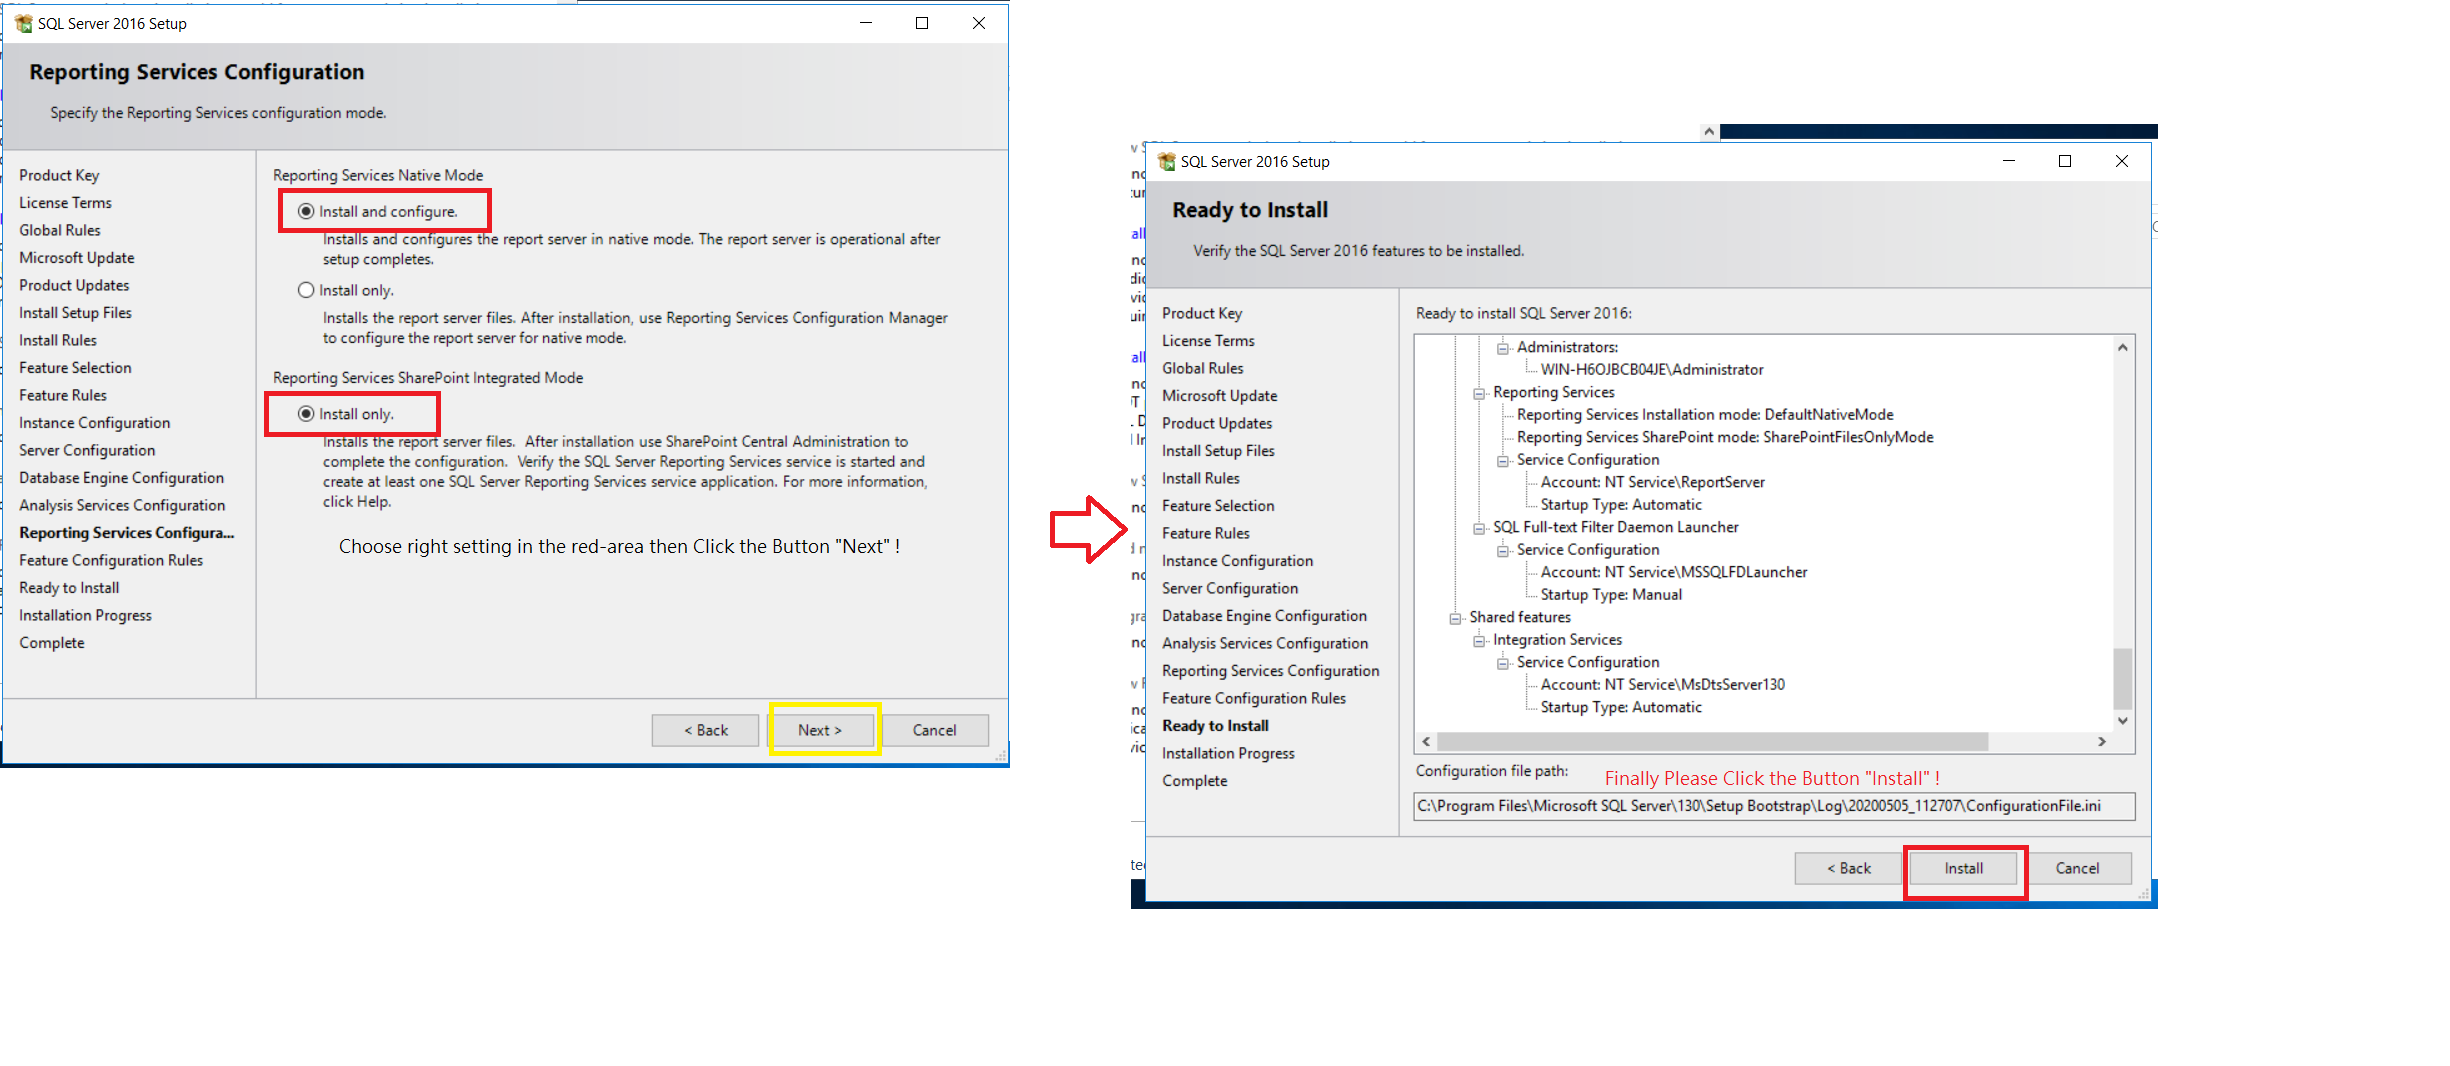 SQL Server 2016 Setup
Reporting Services Configuration
Specify the Reporting Services configuration mode.
Product Key
License Terms
Global Rules
Microsoft Update
Product Updates
Install Setup Files
Install Rules
Feature Selection
Feature Rules
Instance Configuration
Server Configuration
Database Engine Configuration
Analysis Services Configuration
Reporting Services Configura...
Feature Configuration Rules
Ready to Install
Installation Progress
Complete
Reporting Services Native Mode
Install and configure.
Installs and configures the report server in native mode. The report server is operational after
setup completes.
Install only.
Installs the report server files. After installation, use Reporting Services Configuration Manager
to configure the report server for native mode.
Reporting Services SharePoint Integrated Mode
Install only.
Installs the report server files. After installation use SharePoint Central Administration to
complete the configuration. Verify the SQL Server Reporting Services service is started and
create at least one SQL Server Reporting Services service application. For more information,
click Help.
Choose right setting in the red-area then Click the Button "Next" !
< Back
Next >
Cancel
SQL Server 2016 Setup
Ready to Install
Verify the SQL Server 2016 features to be installed.
Product Key
License Terms
Global Rules
Microsoft Update
Product Updates
Install Setup Files
Install Rules
Feature Selection
Feature Rules
Instance Configuration
Server Configuration
Database Engine Configuration
Analysis Services Configuration
Reporting Services Configuration
Feature Configuration Rules
Ready to Install
Installation Progress
Complete
Ready to install SQL Server 2016:
Administrators:
WIN-H6OJBCB04JE\Administrator
Reporting Services
Reporting Services Installation mode: DefaultNativeMode
Reporting Services SharePoint mode: SharePointFilesOnlyMode
Service Configuration
Account: NT Service\ReportServer
Startup Type: Automatic
SQL Full-text Filter Daemon Launcher
Service Configuration
Account: NT Service\MSSQLFDLauncher
Startup Type: Manual
Shared features
Integration Services
Service Configuration
Account: NT Service\MsDtsServer130
Startup Type: Automatic
Configuration file path:
Finally Please Click the Button "Install" !
C:\Program Files\Microsoft SQL Server\130\Setup Bootstrap\Log\20200505_112707\ConfigurationFile.ini
< Back
Install
Cancel